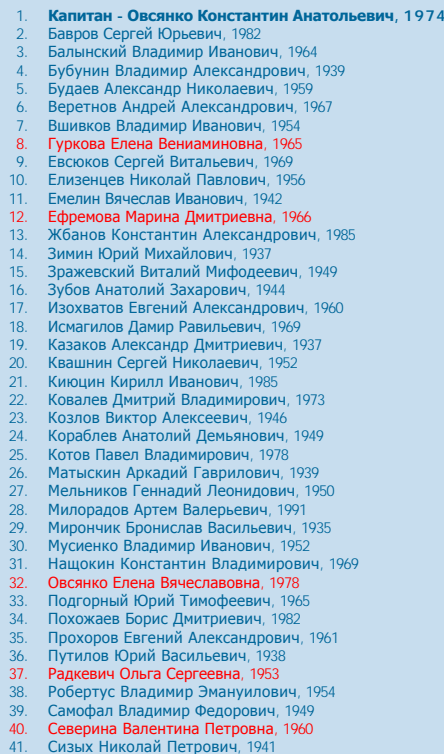 1. Капитан - Овсянко Константин Анатольевич, 1974
2. Бавров Сергей Юрьевич, 1982
3. Балынский Владимир Иванович, 1964
4. Бубунин Владимир Александрович, 1939
5. Будаев Александр Николаевич, 1959
6. Веретнов Андрей Александрович, 1967
7. Вшивков Владимир Иванович, 1954
8. Гуркова Елена Вениаминовна, 1965
9. Евсюков Сергей Витальевич, 1969
10. Елизенцев Николай Павлович, 1956
11. Емелин Вячеслав Иванович, 1942
12. Ефремова Марина Дмитриевна, 1966
13. Жбанов Константин Александрович, 1985
14. Зимин Юрий Михайлович, 1937
15. Зражевский Виталий Мифодеевич, 1949
16. Зубов Анатолий Захарович, 1944
17. Изохватов Евгений Александрович, 1960
18. Исмагилов Дамир Равильевич, 1969
19. Казаков Александр Дмитриевич, 1937
20. Квашнин Сергей Николаевич, 1952
21. Киюцин Кирилл Иванович, 1985
22. Ковалев Дмитрий Владимирович, 1973
23. Козлов Виктор Алексеевич, 1946
24. Кораблев Анатолий Демьянович, 1949
25. Котов Павел Владимирович, 1978
26. Матыскин Аркадий Гаврилович, 1939
27. Мельников Геннадий Леонидович, 1950
28. Милорадов Артем Валерьевич, 1991
29. Мирончик Бронислав Васильевич, 1935
30. Мусиенко Владимир Иванович, 1952
31. Нащокин Константин Владимирович, 1969
32. Овсянко Елена Вячеславовна, 1978
33. Подгорный Юрий Тимофеевич, 1965
34. Похожаев Борис Дмитриевич, 1982
35. Прохоров Евгений Александрович, 1961
36. Путилов Юрий Васильевич, 1938
37. Радкевич Ольга Сергеевна, 1953
38. Робертус Владимир Эмануилович, 1954
39. Самофал Владимир Федорович, 1949
40. Северина Валентина Петровна, 1960
41. Сизых Николай Петрович, 1941